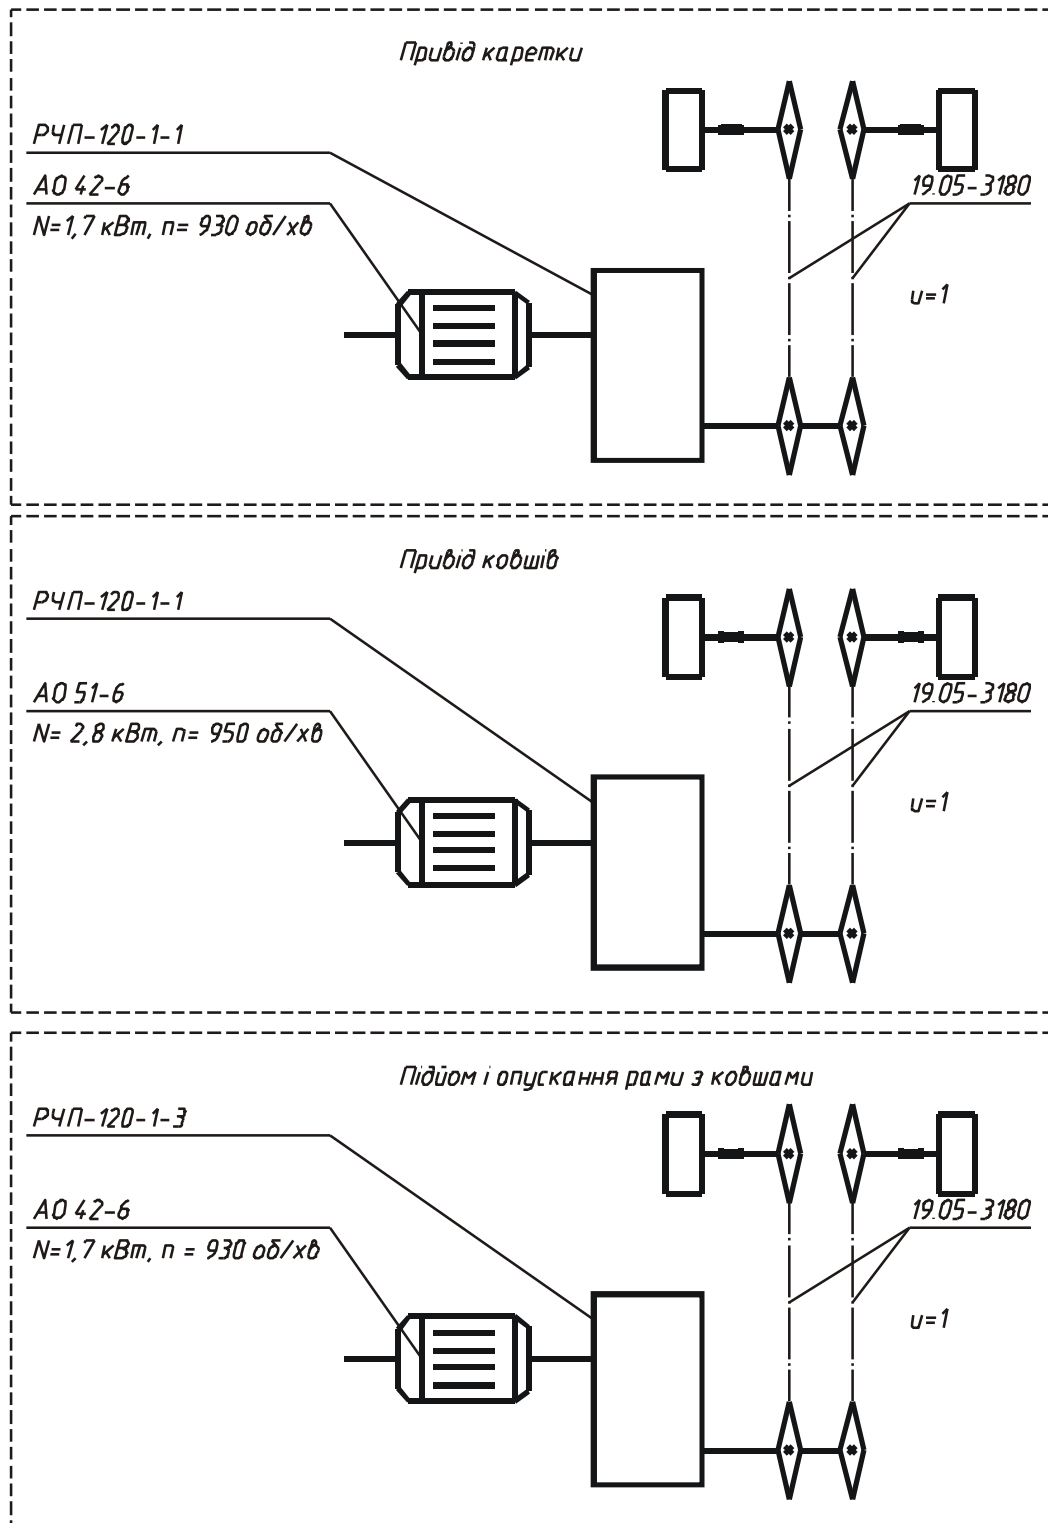 Привід каретки
РЧП-120-1-1
АО 42-6
N=1,7 кВт, n= 930 об/хв
19.05-3180
u=1
Привід ковшів
РЧП-120-1-1
АО 51-6
N= 2,8 кВт, n= 950 об/хв
19.05-3180
u=1
Підйом і опускання рами з ковшами
РЧП-120-1-3
АО 42-6
N=1,7 кВт, n = 930 об/хв
19.05-3180
u=1